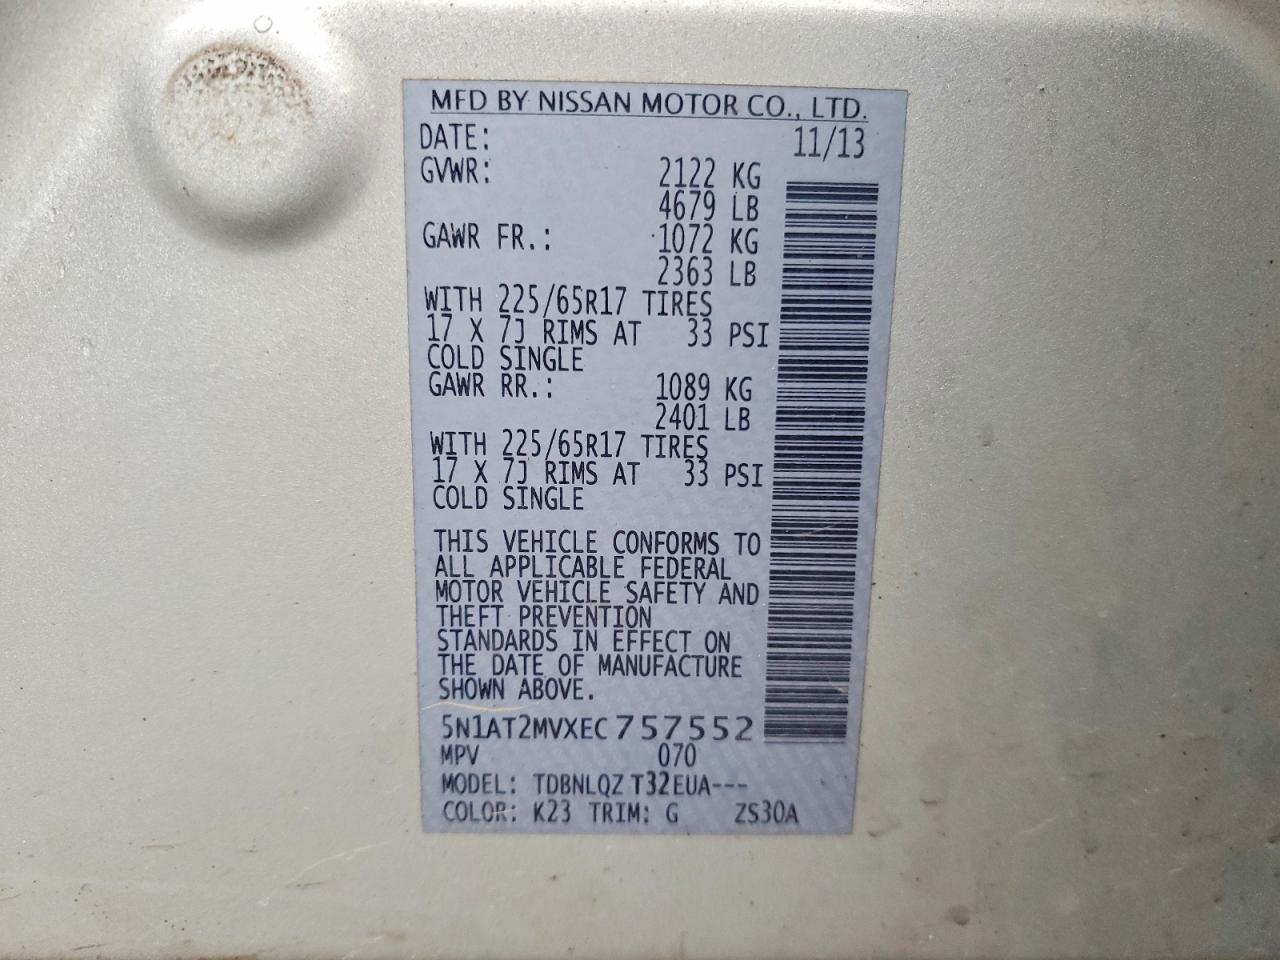 MFD BY NISSAN MOTOR CO., LTD.
DATE: 11/13
GVWR: 2122 KG
4679 LB
GAWR FR.: 1072 KG
2363 LB
WITH 225/65R17 TIRES
17 X 7J RIMS AT 33 PSI
COLD SINGLE
GAWR RR.: 1089 KG
2401 LB
WITH 225/65R17 TIRES
17 X 7J RIMS AT 33 PSI
COLD SINGLE
THIS VEHICLE CONFORMS TO
ALL APPLICABLE FEDERAL
MOTOR VEHICLE SAFETY AND
THEFT PREVENTION
STANDARDS IN EFFECT ON
THE DATE OF MANUFACTURE
SHOWN ABOVE.
5N1AT2MVXEC757552
MPV 070
MODEL: TDBNLQZ T32EUA---
COLOR: K23 TRIM: G ZS30A